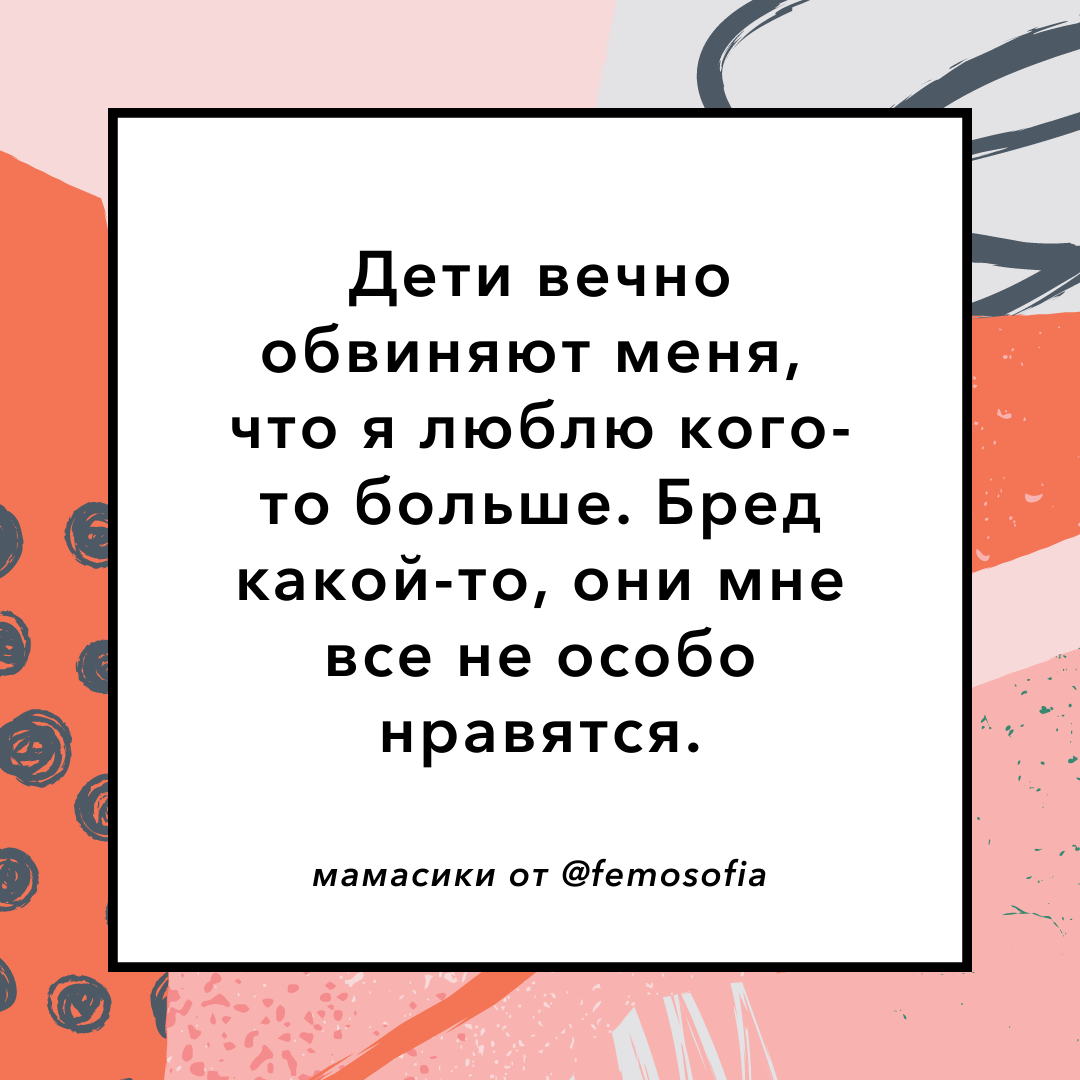 Дети вечно
обвиняют меня,
что я люблю кого-
то больше. Бред
какой-то, они мне
все не особо
нравятся.
мамасики от @femosofia